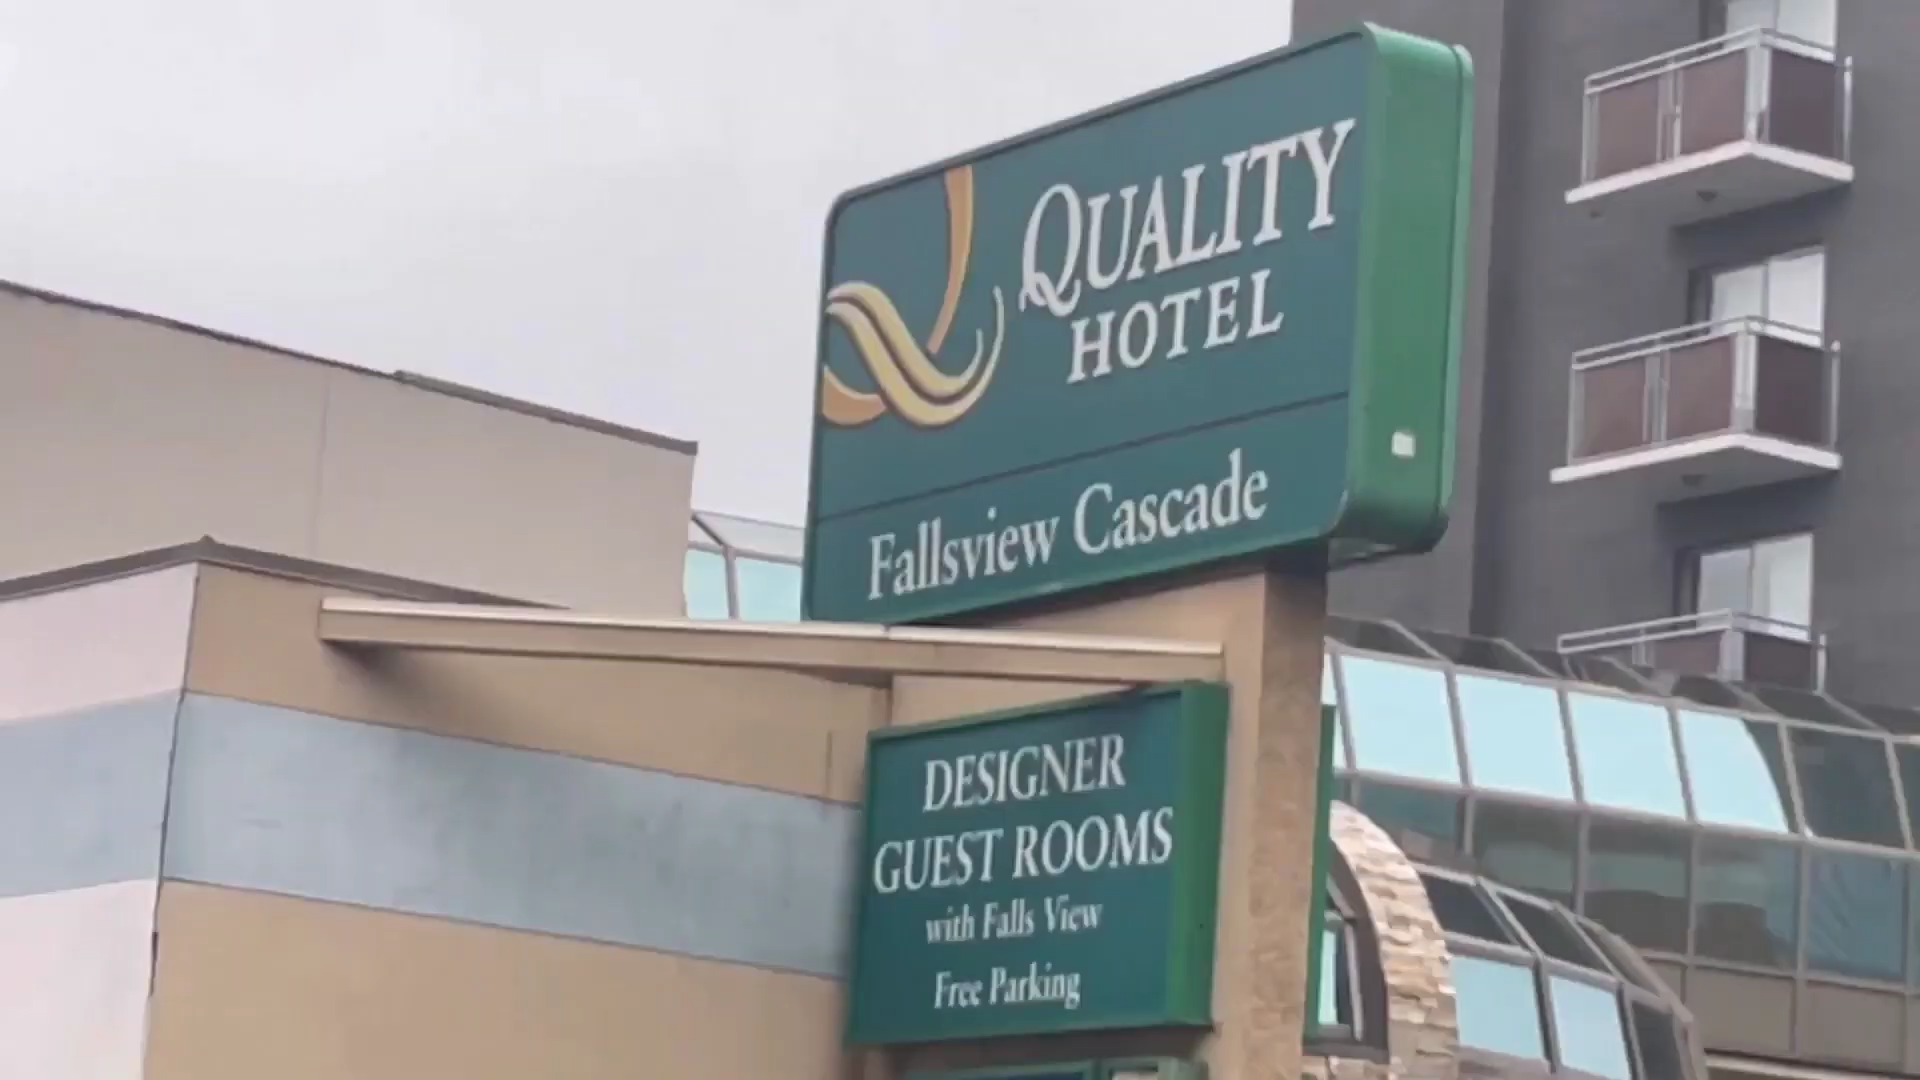 QUALITY
HOTEL
Fallsview Cascade
DESIGNER
GUEST ROOMS
with Falls View
Free Parking